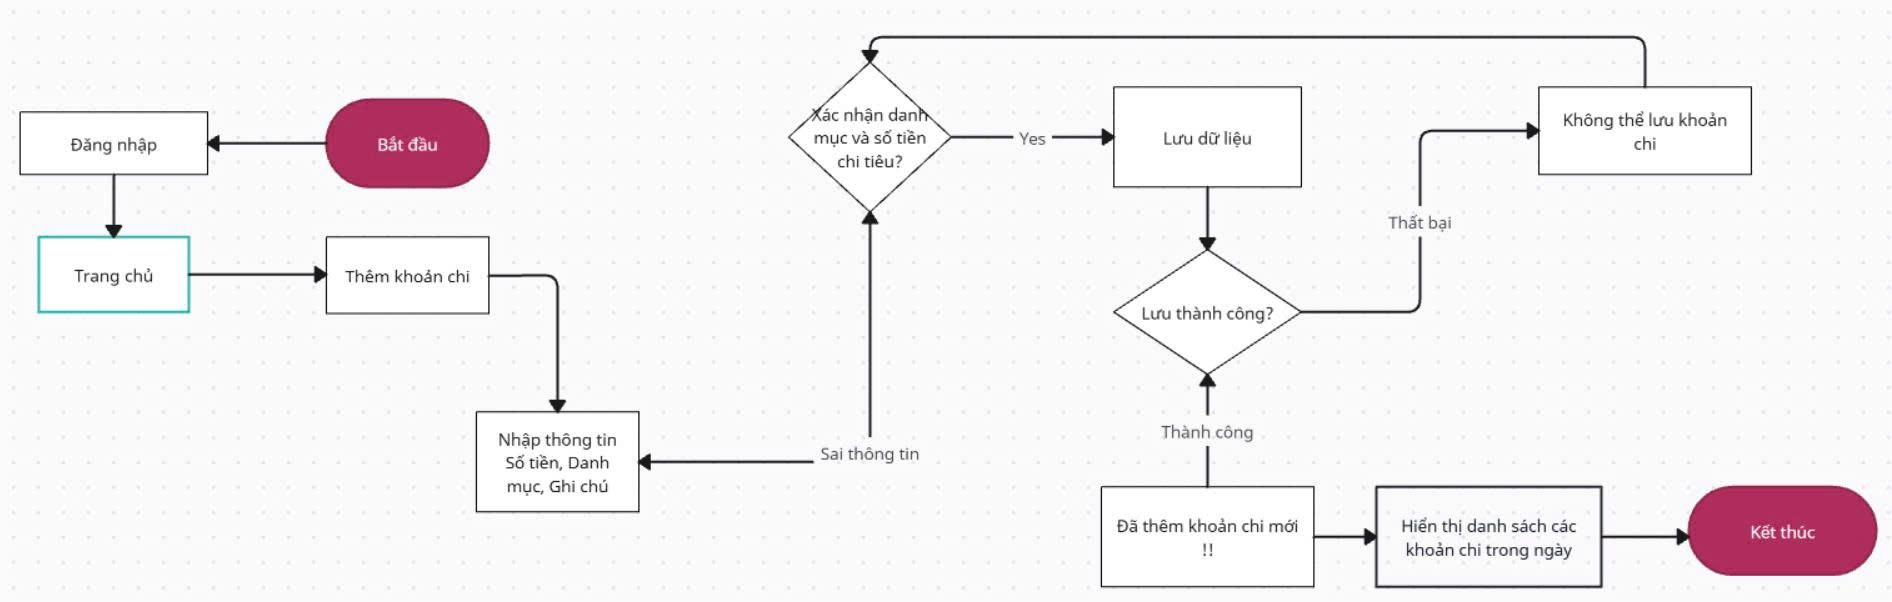 Bắt đầu
Đăng nhập
Trang chủ
Thêm khoản chi
Nhập thông tin
Số tiền, Danh
mục, Ghi chú
Sai thông tin
Xác nhận danh
mục và số tiền
chi tiêu?
Yes
Lưu dữ liệu
Lưu thành công?
Thất bại
Không thể lưu khoản
chi
Thành công
Đã thêm khoản chi mới
!!
Hiển thị danh sách các
khoản chi trong ngày
Kết thúc